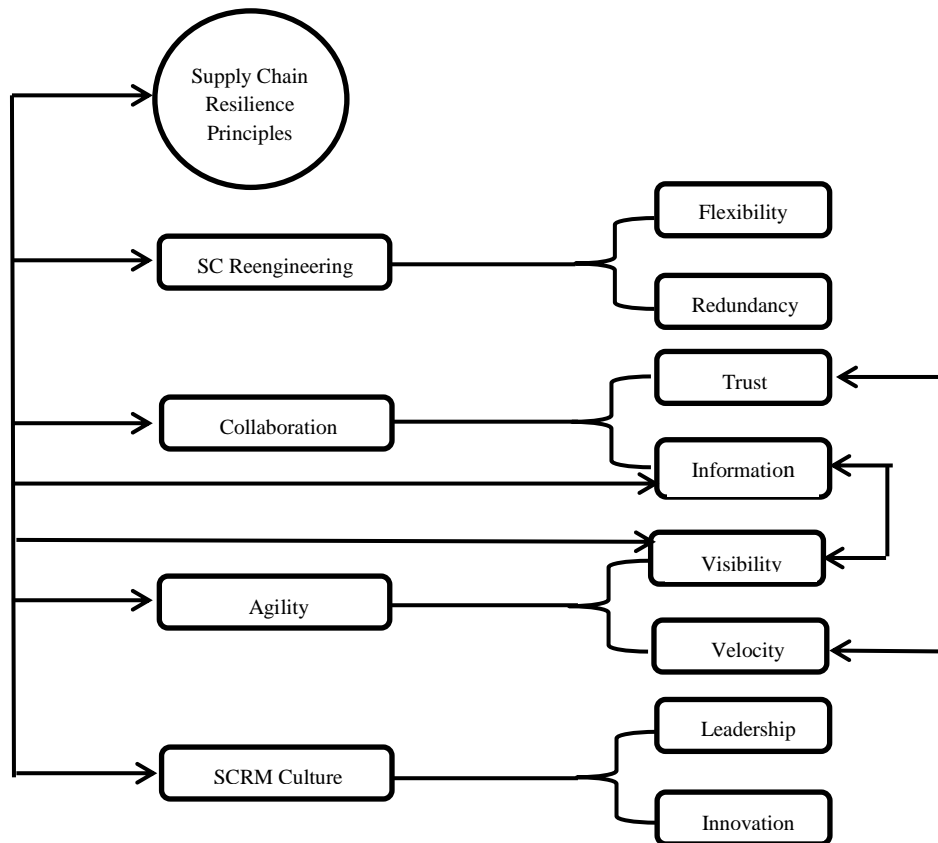 Supply Chain
Resilience
Principles
Flexibility
SC Reengineering
Redundancy
Trust
Collaboration
Information
Visibility
Agility
Velocity
Leadership
SCRM Culture
Innovation